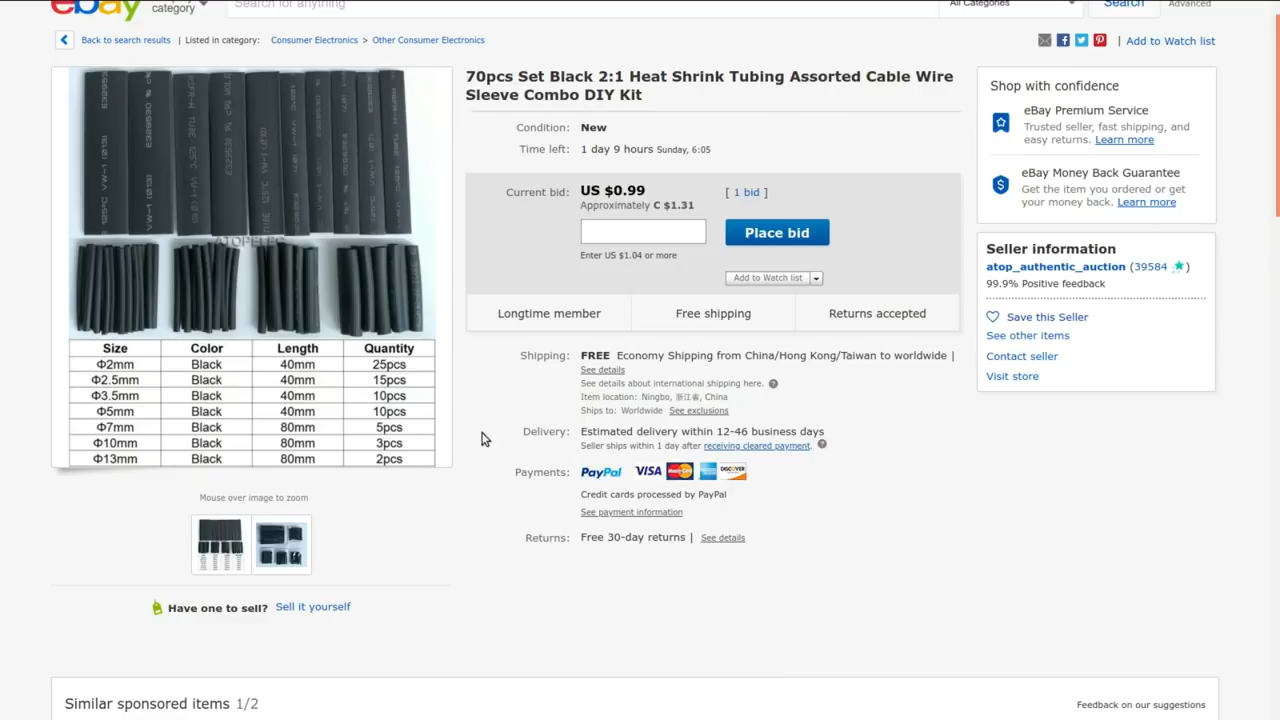 ebay
category
Search for anything
All Categories
Search
Advanced
Back to search results | Listed in category: Consumer Electronics > Other Consumer Electronics
| Add to Watch list
70pcs Set Black 2:1 Heat Shrink Tubing Assorted Cable Wire
Sleeve Combo DIY Kit
Condition: New
Time left: 1 day 9 hours Sunday, 6:05
Current bid: US $0.99 [ 1 bid ]
Approximately C $1.31
Place bid
Enter US $1.04 or more
Add to Watch list
Longtime member
Free shipping
Returns accepted
Shipping: FREE Economy Shipping from China/Hong Kong/Taiwan to worldwide |
See details
See details about international shipping here. ?
Item location: Ningbo, 浙江省, China
Ships to: Worldwide See exclusions
Delivery: Estimated delivery within 12-46 business days
Seller ships within 1 day after receiving cleared payment. ?
Payments: PayPal VISA MasterCard DISCOVER
Credit cards processed by PayPal
See payment information
Returns: Free 30-day returns | See details
Shop with confidence
eBay Premium Service
Trusted seller, fast shipping, and
easy returns. Learn more
eBay Money Back Guarantee
Get the item you ordered or get
your money back. Learn more
Seller information
atop_authentic_auction (39584 )
99.9% Positive feedback
Save this Seller
See other items
Contact seller
Visit store
ATOPELEC
Size Color Length Quantity
Φ2mm Black 40mm 25pcs
Φ2.5mm Black 40mm 15pcs
Φ3.5mm Black 40mm 10pcs
Φ5mm Black 40mm 10pcs
Φ7mm Black 80mm 5pcs
Φ10mm Black 80mm 3pcs
Φ13mm Black 80mm 2pcs
Mouse over image to zoom
Have one to sell? Sell it yourself
Similar sponsored items 1/2
Feedback on our suggestions